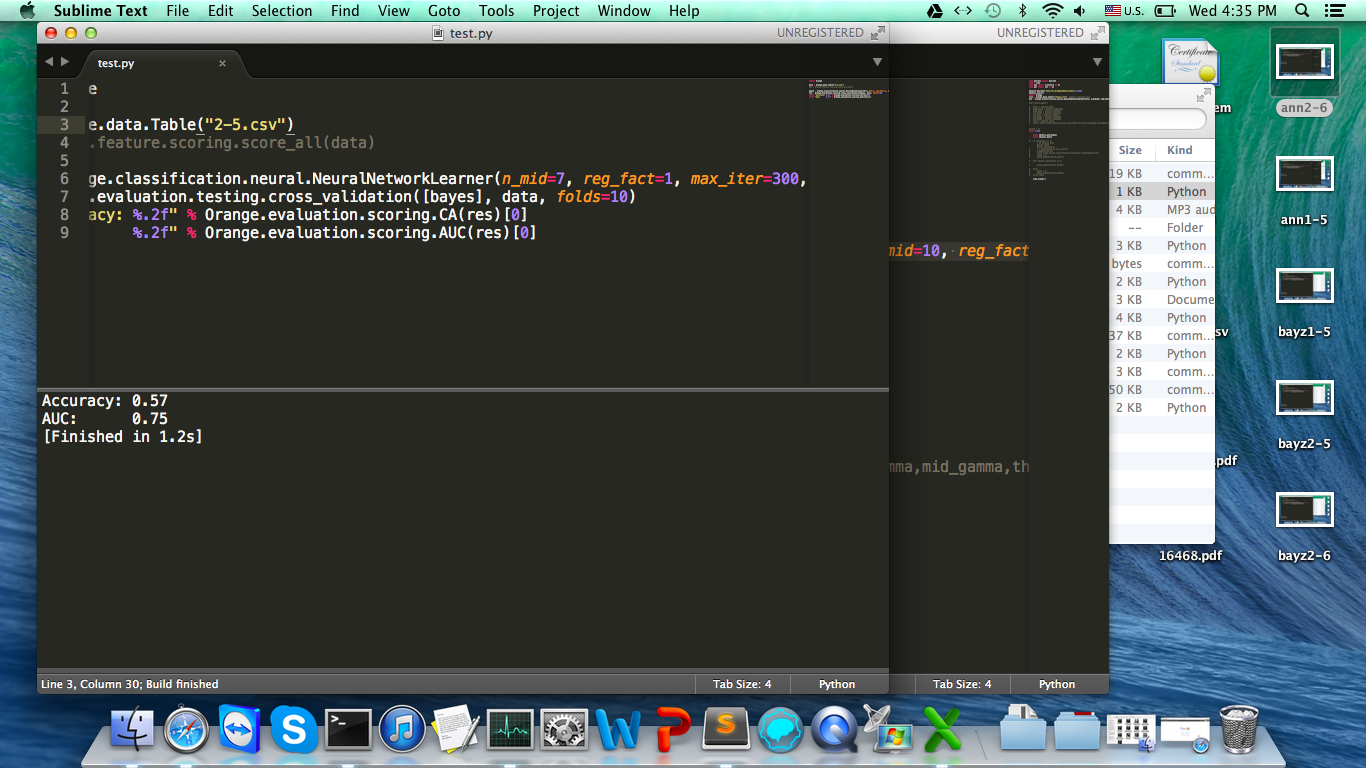 Sublime Text File Edit Selection Find View Goto Tools Project Window Help U.S. Wed 4:35 PM
test.py UNREGISTERED
UNREGISTERED
test.py
1 e
2
3 e.data.Table("2-5.csv")
4 .feature.scoring.score_all(data)
5
6 ge.classification.neural.NeuralNetworkLearner(n_mid=7, reg_fact=1, max_iter=300,
7 .evaluation.testing.cross_validation([bayes], data, folds=10)
8 acy: %.2f" % Orange.evaluation.scoring.CA(res)[0]
9 %.2f" % Orange.evaluation.scoring.AUC(res)[0]
Accuracy: 0.57
AUC: 0.75
[Finished in 1.2s]
Line 3, Column 30; Build finished Tab Size: 4 Python
mid=10, reg_fact
mma,mid_gamma,th
Tab Size: 4 Python
Size Kind
19 KB comm...
1 KB Python
4 KB MP3 aud
-- Folder
3 KB Python
bytes comm...
2 KB Python
3 KB Docume
4 KB Python
37 KB comm...
2 KB Python
3 KB comm...
50 KB comm...
2 KB Python
Certificate
Standard
em
sv
.pdf
16468.pdf
ann2-6
ann1-5
bayz1-5
bayz2-5
bayz2-6